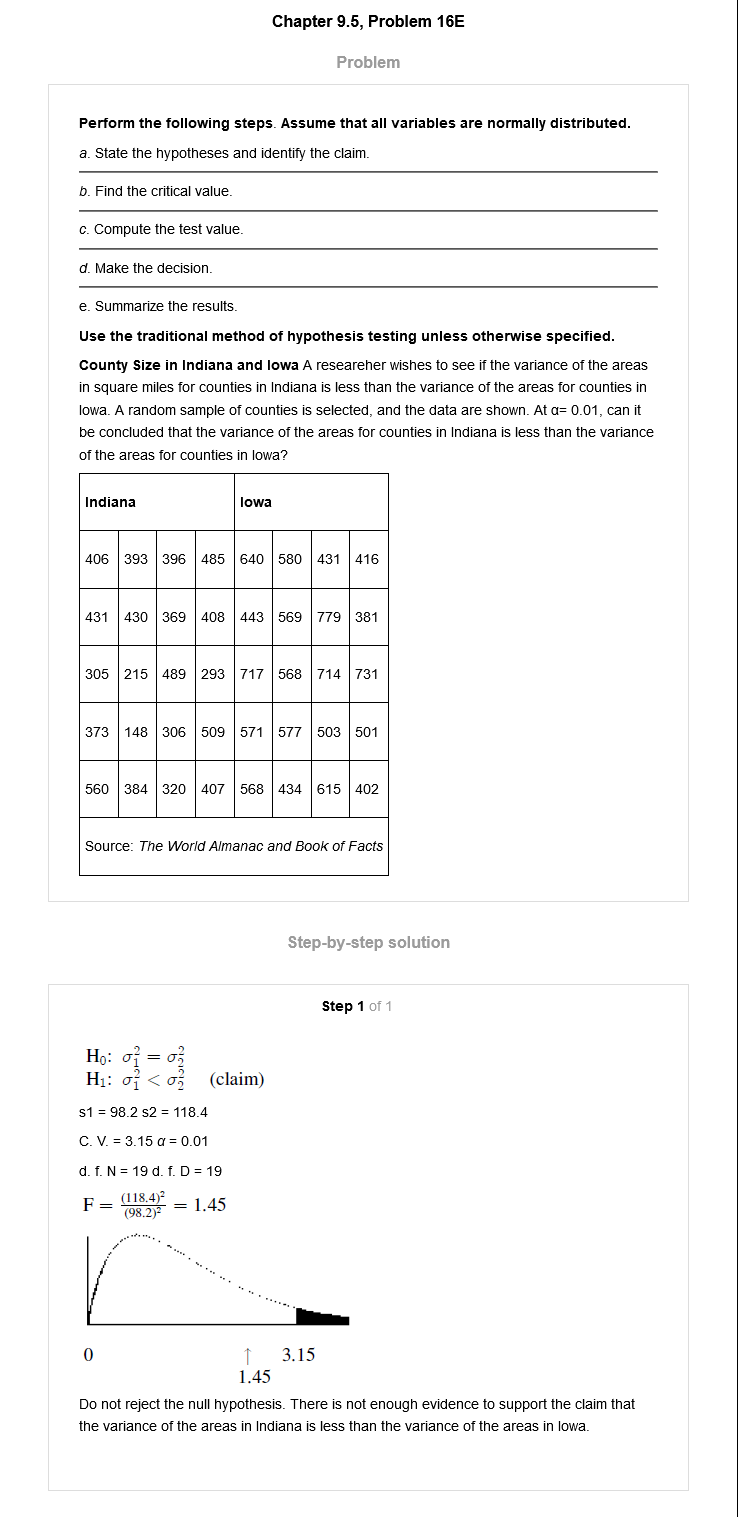 Chapter 9.5, Problem 16E
Problem
Perform the following steps. Assume that all variables are normally distributed.
a. State the hypotheses and identify the claim.
b. Find the critical value.
c. Compute the test value.
d. Make the decision.
e. Summarize the results.
Use the traditional method of hypothesis testing unless otherwise specified.
County Size in Indiana and Iowa A researeher wishes to see if the variance of the areas
in square miles for counties in Indiana is less than the variance of the areas for counties in
Iowa. A random sample of counties is selected, and the data are shown. At α= 0.01, can it
be concluded that the variance of the areas for counties in Indiana is less than the variance
of the areas for counties in Iowa?
Indiana Iowa
406 393 396 485 640 580 431 416
431 430 369 408 443 569 779 381
305 215 489 293 717 568 714 731
373 148 306 509 571 577 503 501
560 384 320 407 568 434 615 402
Source: The World Almanac and Book of Facts
Step-by-step solution
Step 1 of 1
H₀: σ₁² = σ₂²
H₁: σ₁² < σ₂² (claim)
s1 = 98.2 s2 = 118.4
C. V. = 3.15 α = 0.01
d. f. N = 19 d. f. D = 19
F = (118.4)²/(98.2)² = 1.45
0 ↑ 3.15
1.45
Do not reject the null hypothesis. There is not enough evidence to support the claim that
the variance of the areas in Indiana is less than the variance of the areas in Iowa.